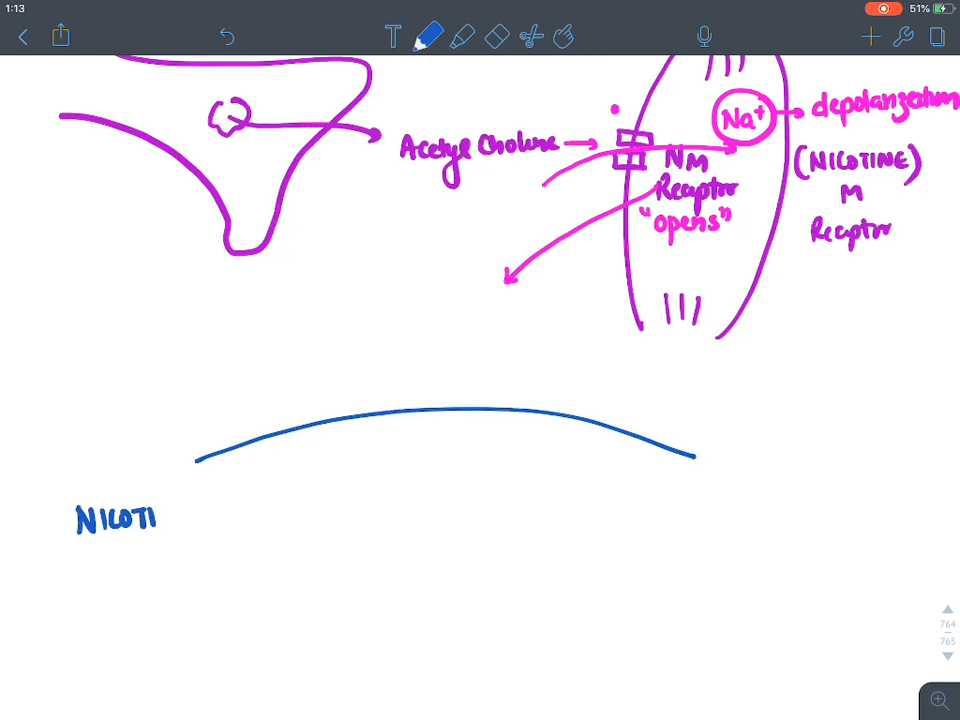 1:13
51%
T
Na+
depolarization
Acetyl Choline
NM
Receptor
"opens"
(NICOTINE)
M
Receptor
NICOTI
764
765